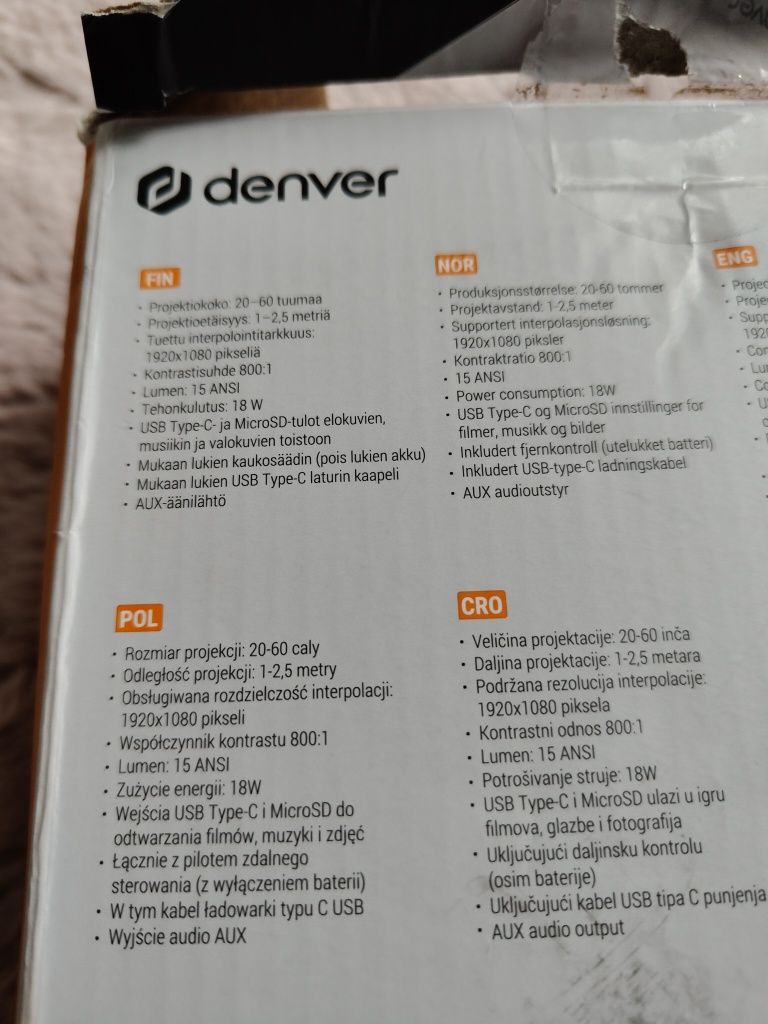 denver
FIN
• Projektiokoko: 20–60 tuumaa
• Projektioetäisyys: 1–2,5 metriä
• Tuettu interpolointitarkkuus:
1920x1080 pikseliä
• Kontrastisuhde 800:1
• Lumen: 15 ANSI
• Tehonkulutus: 18 W
• USB Type-C- ja MicroSD-tulot elokuvien,
musiikin ja valokuvien toistoon
• Mukaan lukien kaukosäädin (pois lukien akku)
• Mukaan lukien USB Type-C laturin kaapeli
• AUX-äänilähtö
NOR
• Produksjonsstørrelse: 20-60 tommer
• Projektavstand: 1-2,5 meter
• Supportert interpolasjonsløsning:
1920x1080 piksler
• Kontraktratio 800:1
• 15 ANSI
• Power consumption: 18W
• USB Type-C og MicroSD innstillinger for
filmer, musikk og bilder
• Inkludert fjernkontroll (utelukket batteri)
• Inkludert USB-type-C ladningskabel
• AUX audioutstyr
ENG
POL
• Rozmiar projekcji: 20-60 caly
• Odległość projekcji: 1-2,5 metry
• Obsługiwana rozdzielczość interpolacji:
1920x1080 pikseli
• Współczynnik kontrastu 800:1
• Lumen: 15 ANSI
• Zużycie energii: 18W
• Wejścia USB Type-C i MicroSD do
odtwarzania filmów, muzyki i zdjęć
• Łącznie z pilotem zdalnego
sterowania (z wyłączeniem baterii)
• W tym kabel ładowarki typu C USB
• Wyjście audio AUX
CRO
• Veličina projektacije: 20-60 inča
• Daljina projektacije: 1-2,5 metara
• Podržana rezolucija interpolacije:
1920x1080 piksela
• Kontrastni odnos 800:1
• Lumen: 15 ANSI
• Potrošivanje struje: 18W
• USB Type-C i MicroSD ulazi u igru
filmova, glazbe i fotografija
• Uključujući daljinsku kontrolu
(osim baterije)
• Uključujući kabel USB tipa C punjenja
• AUX audio output